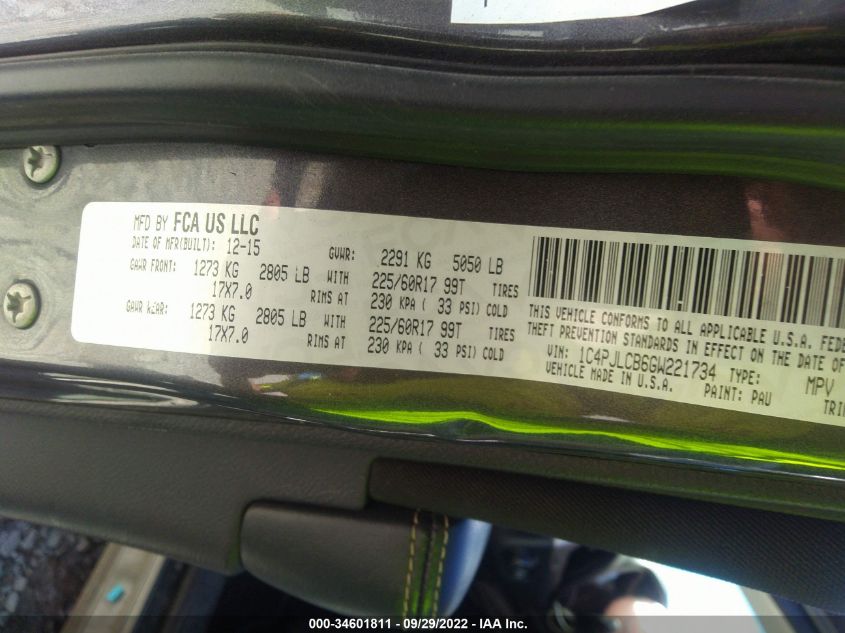 MFD BY FCA US LLC
DATE OF MFR(BUILT): 12-15 GVWR: 2291 KG 5050 LB
GAWR FRONT: 1273 KG 2805 LB WITH 225/60R17 99T TIRES
17X7.0 RIMS AT 230 KPA ( 33 PSI) COLD
GAWR REAR: 1273 KG 2805 LB WITH 225/60R17 99T TIRES
17X7.0 RIMS AT 230 KPA ( 33 PSI) COLD
THIS VEHICLE CONFORMS TO ALL APPLICABLE U.S.A. FEDE
THEFT PREVENTION STANDARDS IN EFFECT ON THE DATE OF
VIN: 1C4PJLCB6GW221734 TYPE: MPV
VEHICLE MADE IN U.S.A. PAINT: PAU TRI
000-34601811 - 09/29/2022 - IAA Inc.